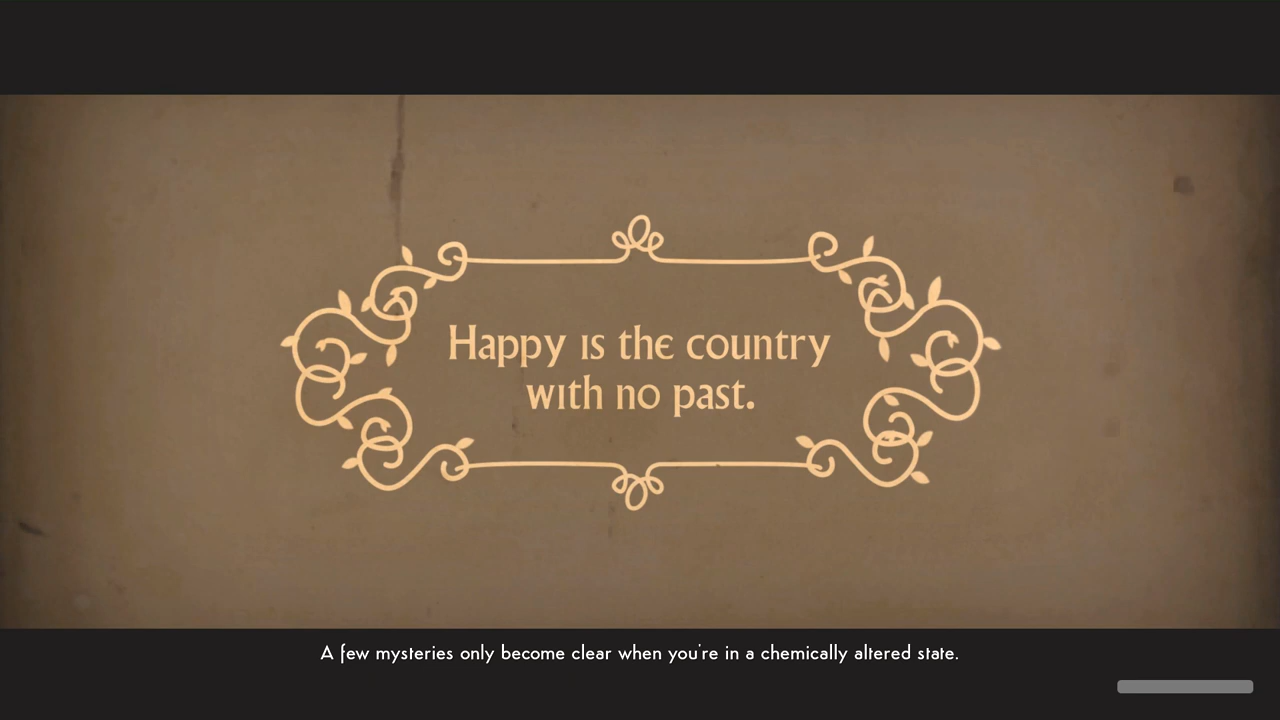 Happy is the country
with no past.
A few mysteries only become clear when you're in a chemically altered state.